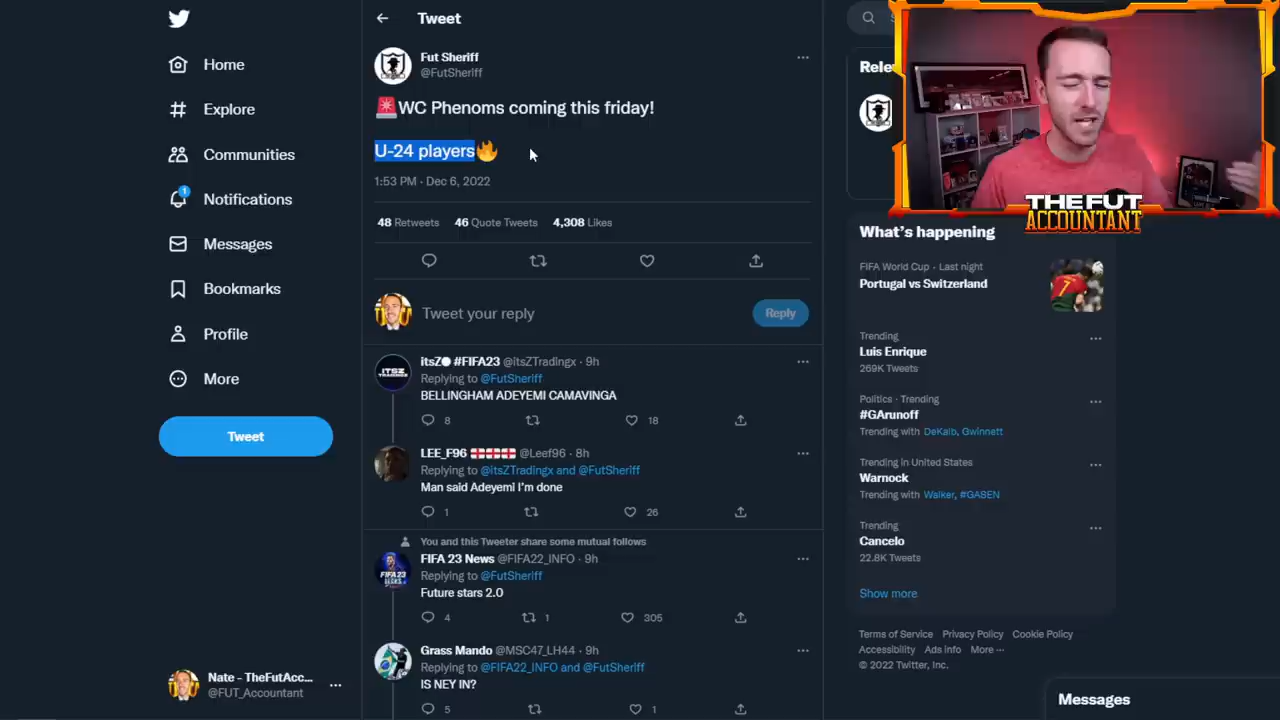 Home
Explore
Communities
1
Notifications
Messages
Bookmarks
Profile
More
Tweet
Nate - TheFutAcc...
@FUT_Accountant
Tweet
Fut Sheriff
@FutSheriff
🚨WC Phenoms coming this friday!
U-24 players🔥
1:53 PM · Dec 6, 2022
48 Retweets 46 Quote Tweets 4,308 Likes
Tweet your reply
Reply
itsZ #FIFA23 @itsZTradingx · 9h
Replying to @FutSheriff
BELLINGHAM ADEYEMI CAMAVINGA
8 18
LEE_F96 🏴󠁧󠁢󠁥󠁮󠁧󠁿🏴󠁧󠁢󠁥󠁮󠁧󠁿🏴󠁧󠁢󠁥󠁮󠁧󠁿 @Leef96 · 8h
Replying to @itsZTradingx and @FutSheriff
Man said Adeyemi I'm done
1 26
You and this Tweeter share some mutual follows
FIFA 23 News @FIFA22_INFO · 9h
Replying to @FutSheriff
Future stars 2.0
4 1 305
Grass Mando @MSC47_LH44 · 9h
Replying to @FIFA22_INFO and @FutSheriff
IS NEY IN?
5 1
THE FUT
ACCOUNTANT
What's happening
FIFA World Cup · Last night
Portugal vs Switzerland
Trending
Luis Enrique
269K Tweets
Politics · Trending
#GArunoff
Trending with DeKalb, Gwinnett
Trending in United States
Warnock
Trending with Walker, #GASEN
Trending
Cancelo
22.8K Tweets
Show more
Terms of Service Privacy Policy Cookie Policy
Accessibility Ads info More ···
© 2022 Twitter, Inc.
Messages